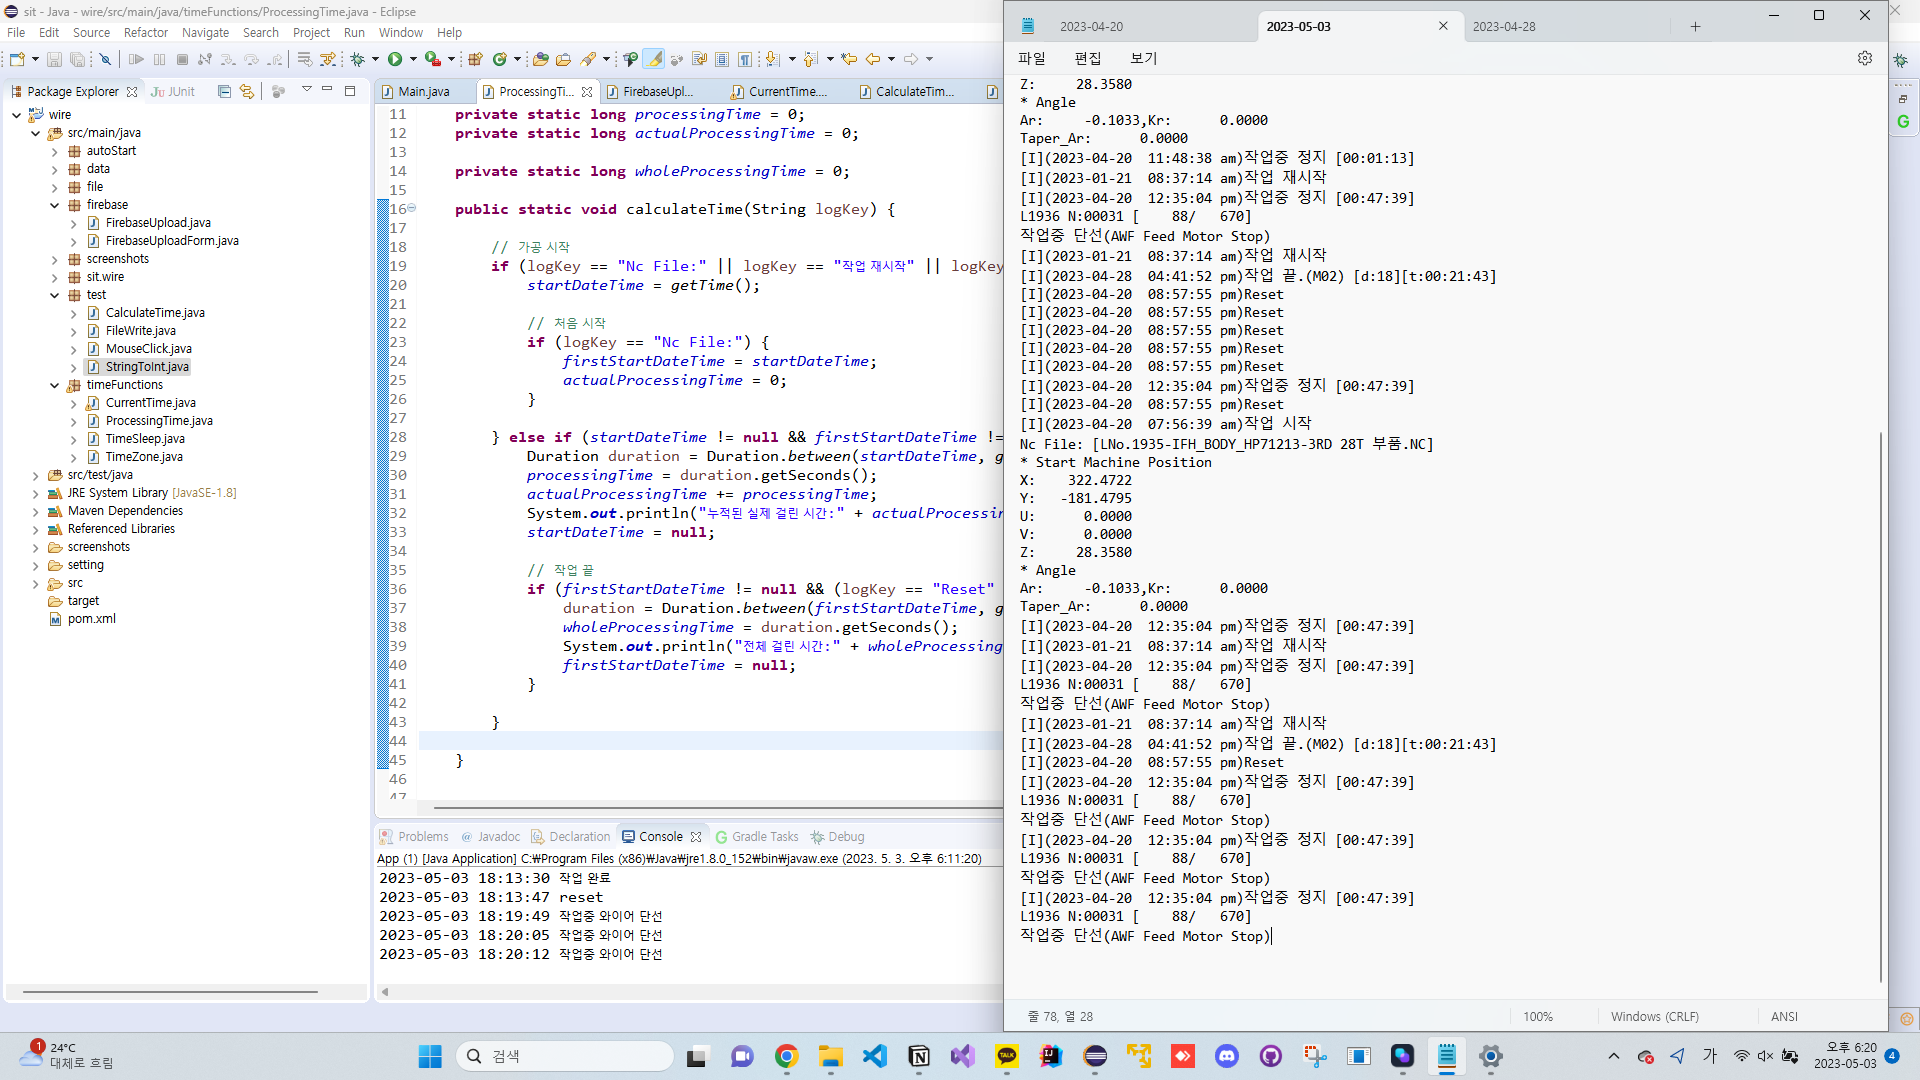 sit - Java - wire/src/main/java/timeFunctions/ProcessingTime.java - Eclipse
File Edit Source Refactor Navigate Search Project Run Window Help
Package Explorer JUnit
wire
src/main/java
autoStart
data
file
firebase
FirebaseUpload.java
FirebaseUploadForm.java
screenshots
sit.wire
test
CalculateTime.java
FileWrite.java
MouseClick.java
StringToInt.java
timeFunctions
CurrentTime.java
ProcessingTime.java
TimeSleep.java
TimeZone.java
src/test/java
JRE System Library [JavaSE-1.8]
Maven Dependencies
Referenced Libraries
screenshots
setting
src
target
pom.xml
Main.java ProcessingTi... FirebaseUpl... CurrentTime.... CalculateTim...
11 private static long processingTime = 0;
12 private static long actualProcessingTime = 0;
13
14 private static long wholeProcessingTime = 0;
15
16 public static void calculateTime(String logKey) {
17
18 // 가공 시작
19 if (logKey == "Nc File:" || logKey == "작업 재시작" || logKey
20 startDateTime = getTime();
21
22 // 처음 시작
23 if (logKey == "Nc File:") {
24 firstStartDateTime = startDateTime;
25 actualProcessingTime = 0;
26 }
27
28 } else if (startDateTime != null && firstStartDateTime !=
29 Duration duration = Duration.between(startDateTime, g
30 processingTime = duration.getSeconds();
31 actualProcessingTime += processingTime;
32 System.out.println("누적된 실제 걸린 시간:" + actualProcessin
33 startDateTime = null;
34
35 // 작업 끝
36 if (firstStartDateTime != null && (logKey == "Reset"
37 duration = Duration.between(firstStartDateTime, g
38 wholeProcessingTime = duration.getSeconds();
39 System.out.println("전체 걸린 시간:" + wholeProcessing
40 firstStartDateTime = null;
41 }
42
43 }
44
45 }
46
47
Problems Javadoc Declaration Console Gradle Tasks Debug
App (1) [Java Application] C:₩Program Files (x86)₩Java₩jre1.8.0_152₩bin₩javaw.exe (2023. 5. 3. 오후 6:11:20)
2023-05-03 18:13:30 작업 완료
2023-05-03 18:13:47 reset
2023-05-03 18:19:49 작업중 와이어 단선
2023-05-03 18:20:05 작업중 와이어 단선
2023-05-03 18:20:12 작업중 와이어 단선
2023-04-20 2023-05-03 2023-04-28
파일 편집 보기
Z: 28.3580
* Angle
Ar: -0.1033,Kr: 0.0000
Taper_Ar: 0.0000
[I](2023-04-20 11:48:38 am)작업중 정지 [00:01:13]
[I](2023-01-21 08:37:14 am)작업 재시작
[I](2023-04-20 12:35:04 pm)작업중 정지 [00:47:39]
L1936 N:00031 [ 88/ 670]
작업중 단선(AWF Feed Motor Stop)
[I](2023-01-21 08:37:14 am)작업 재시작
[I](2023-04-28 04:41:52 pm)작업 끝.(M02) [d:18][t:00:21:43]
[I](2023-04-20 08:57:55 pm)Reset
[I](2023-04-20 08:57:55 pm)Reset
[I](2023-04-20 08:57:55 pm)Reset
[I](2023-04-20 08:57:55 pm)Reset
[I](2023-04-20 08:57:55 pm)Reset
[I](2023-04-20 12:35:04 pm)작업중 정지 [00:47:39]
[I](2023-04-20 08:57:55 pm)Reset
[I](2023-04-20 07:56:39 am)작업 시작
Nc File: [LNo.1935-IFH_BODY_HP71213-3RD 28T 부품.NC]
* Start Machine Position
X: 322.4722
Y: -181.4795
U: 0.0000
V: 0.0000
Z: 28.3580
* Angle
Ar: -0.1033,Kr: 0.0000
Taper_Ar: 0.0000
[I](2023-04-20 12:35:04 pm)작업중 정지 [00:47:39]
[I](2023-01-21 08:37:14 am)작업 재시작
[I](2023-04-20 12:35:04 pm)작업중 정지 [00:47:39]
L1936 N:00031 [ 88/ 670]
작업중 단선(AWF Feed Motor Stop)
[I](2023-01-21 08:37:14 am)작업 재시작
[I](2023-04-28 04:41:52 pm)작업 끝.(M02) [d:18][t:00:21:43]
[I](2023-04-20 08:57:55 pm)Reset
[I](2023-04-20 12:35:04 pm)작업중 정지 [00:47:39]
L1936 N:00031 [ 88/ 670]
작업중 단선(AWF Feed Motor Stop)
[I](2023-04-20 12:35:04 pm)작업중 정지 [00:47:39]
L1936 N:00031 [ 88/ 670]
작업중 단선(AWF Feed Motor Stop)
[I](2023-04-20 12:35:04 pm)작업중 정지 [00:47:39]
L1936 N:00031 [ 88/ 670]
작업중 단선(AWF Feed Motor Stop)
줄 78, 열 28 100% Windows (CRLF) ANSI
1 24°C
대체로 흐림
검색
TALK
가
오후 6:20
2023-05-03
4